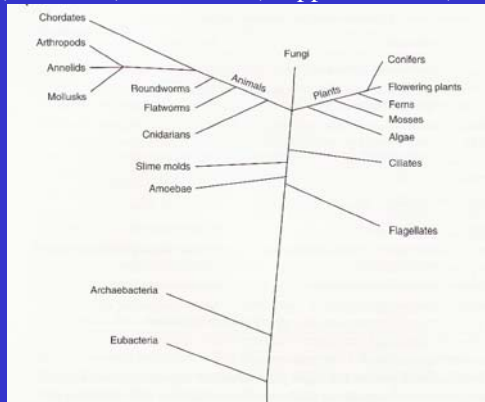 Chordates
Fungi
Arthropods
Conifers
Annelids
Animals
Plants
Flowering plants
Roundworms
Mollusks
Ferns
Flatworms
Mosses
Cnidarians
Algae
Slime molds
Ciliates
Amoebae
Flagellates
Archaebacteria
Eubacteria